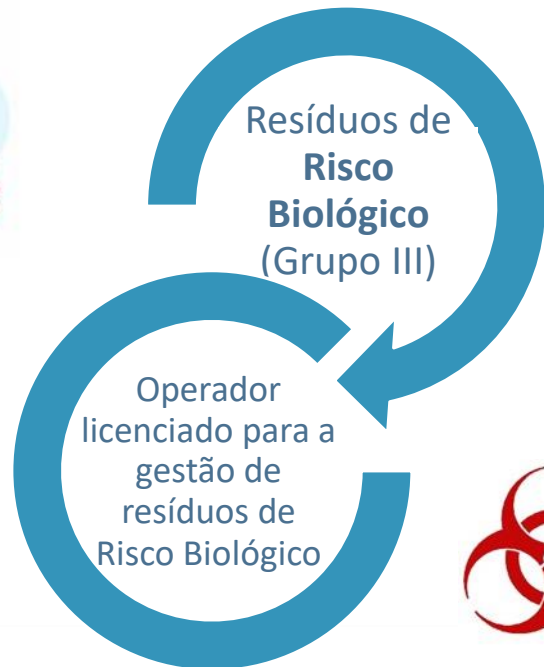 Resíduos de
Risco
Biológico
(Grupo III)
Operador
licenciado para a
gestão de
resíduos de
Risco Biológico